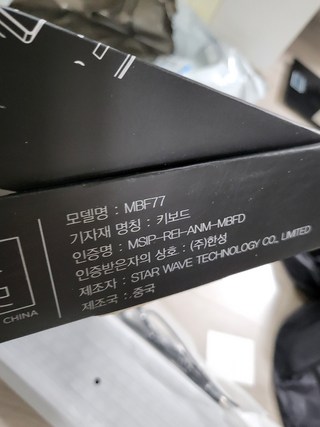 모델명 : MBF77
기자재 명칭 : 키보드
인증명 : MSIP-REI-ANM-MBFD
인증받은자의 상호 : (주)한성
제조자 : STAR WAVE TECHNOLOGY CO., LIMITED
제조국 : 중국
CHINA